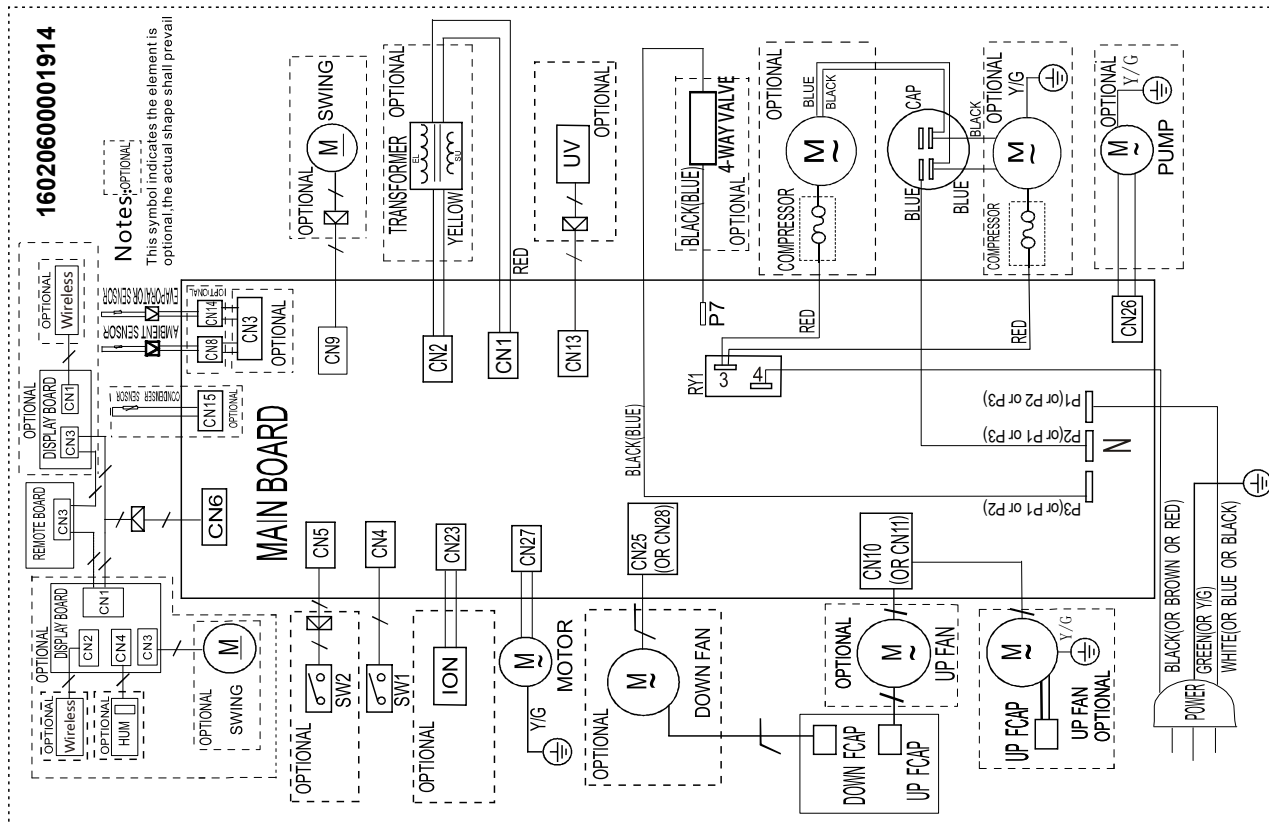 16020600001914
Notes:
OPTIONAL
This symbol indicates the element is
optional,the actual shape shall prevail
OPTIONAL
Wireless
OPTIONAL
DISPLAY BOARD
CN1
CN3
REMOTE BOARD
CN3
OPTIONAL
DISPLAY BOARD
CN1
CN2
CN4
CN3
OPTIONAL
Wireless
OPTIONAL
HUM
OPTIONAL
SWING
M
EVAPORATOR SENSOR
AMBIENT SENSOR
OPTIONAL
CN14
CN8
CN3
OPTIONAL
CONDENSER SENSOR
CN15
OPTIONAL
CN6
MAIN BOARD
OPTIONAL
SWING
M
CN9
OPTIONAL
TRANSFORMER
EL
SU
YELLOW
RED
CN2
CN1
OPTIONAL
UV
CN13
BLACK(BLUE)
4-WAY VALVE
OPTIONAL
P7
OPTIONAL
BLUE
BLACK
M
~
COMPRESSOR
RED
CAP
BLUE
BLUE
BLACK
OPTIONAL
Y/G
M
~
COMPRESSOR
RED
OPTIONAL
Y/G
M
~
PUMP
CN26
RY1
3
4
BLACK(BLUE)
P1(or P2 or P3)
P2(or P1 or P3)
P3(or P1 or P2)
N
CN5
SW2
OPTIONAL
CN4
SW1
CN23
ION
OPTIONAL
CN27
M
~
MOTOR
Y/G
CN25
(OR CN28)
M
~
DOWN FAN
OPTIONAL
DOWN FCAP
UP FCAP
CN10
(OR CN11)
OPTIONAL
M
~
UP FAN
M
~
Y/G
UP FCAP
UP FAN
OPTIONAL
BLACK(OR BROWN OR RED)
GREEN(OR Y/G)
WHITE(OR BLUE OR BLACK)
POWER